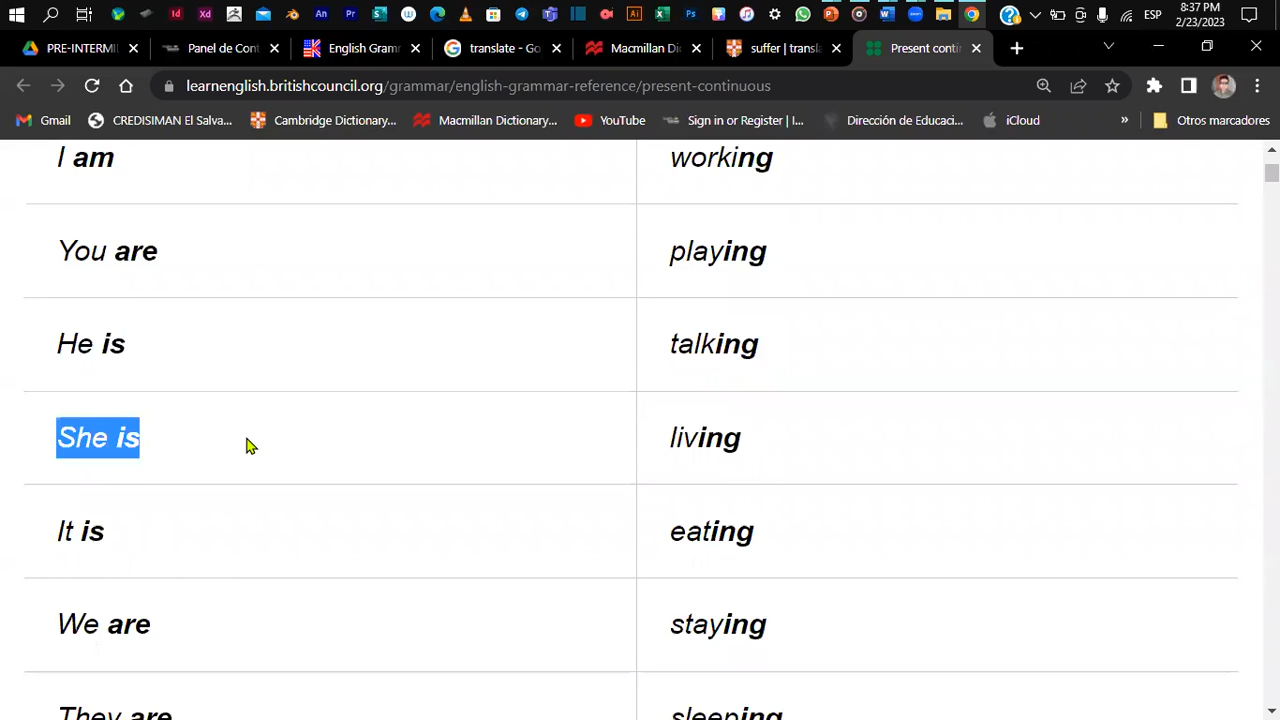 ESP
8:37 PM
2/23/2023
PRE-INTERMI
Panel de Cont
English Gramm
translate - Go
Macmillan Dic
suffer | transla
Present conti
learnenglish.britishcouncil.org/grammar/english-grammar-reference/present-continuous
Gmail
CREDISIMAN El Salva...
Cambridge Dictionary...
Macmillan Dictionary...
YouTube
Sign in or Register | I...
Dirección de Educaci...
iCloud
»
Otros marcadores
I am working
You are playing
He is talking
She is living
It is eating
We are staying
They are sleeping